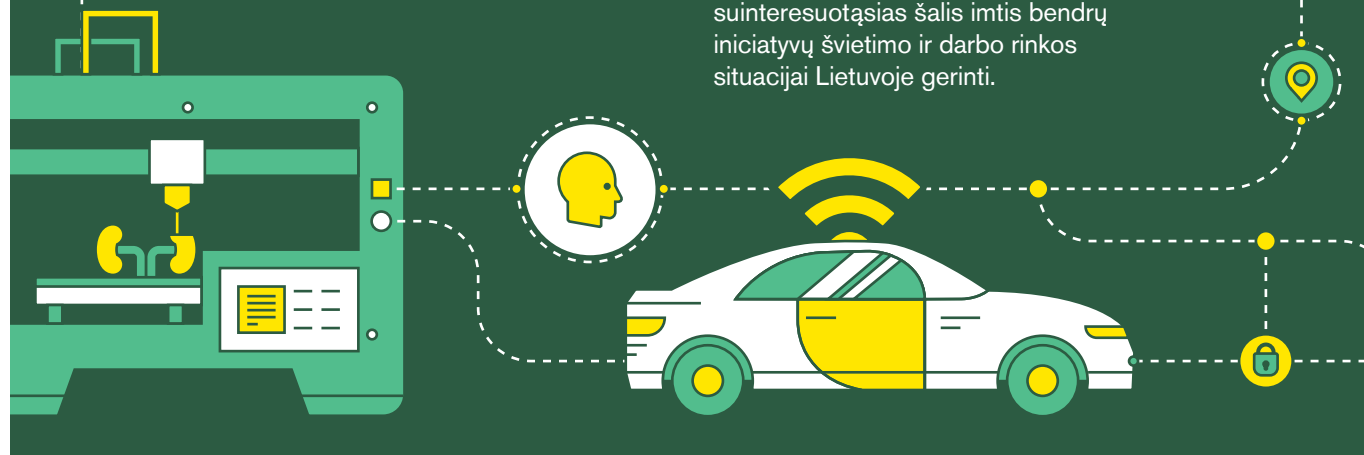 suinteresuotąsias šalis imtis bendrų
iniciatyvų švietimo ir darbo rinkos
situacijai Lietuvoje gerinti.